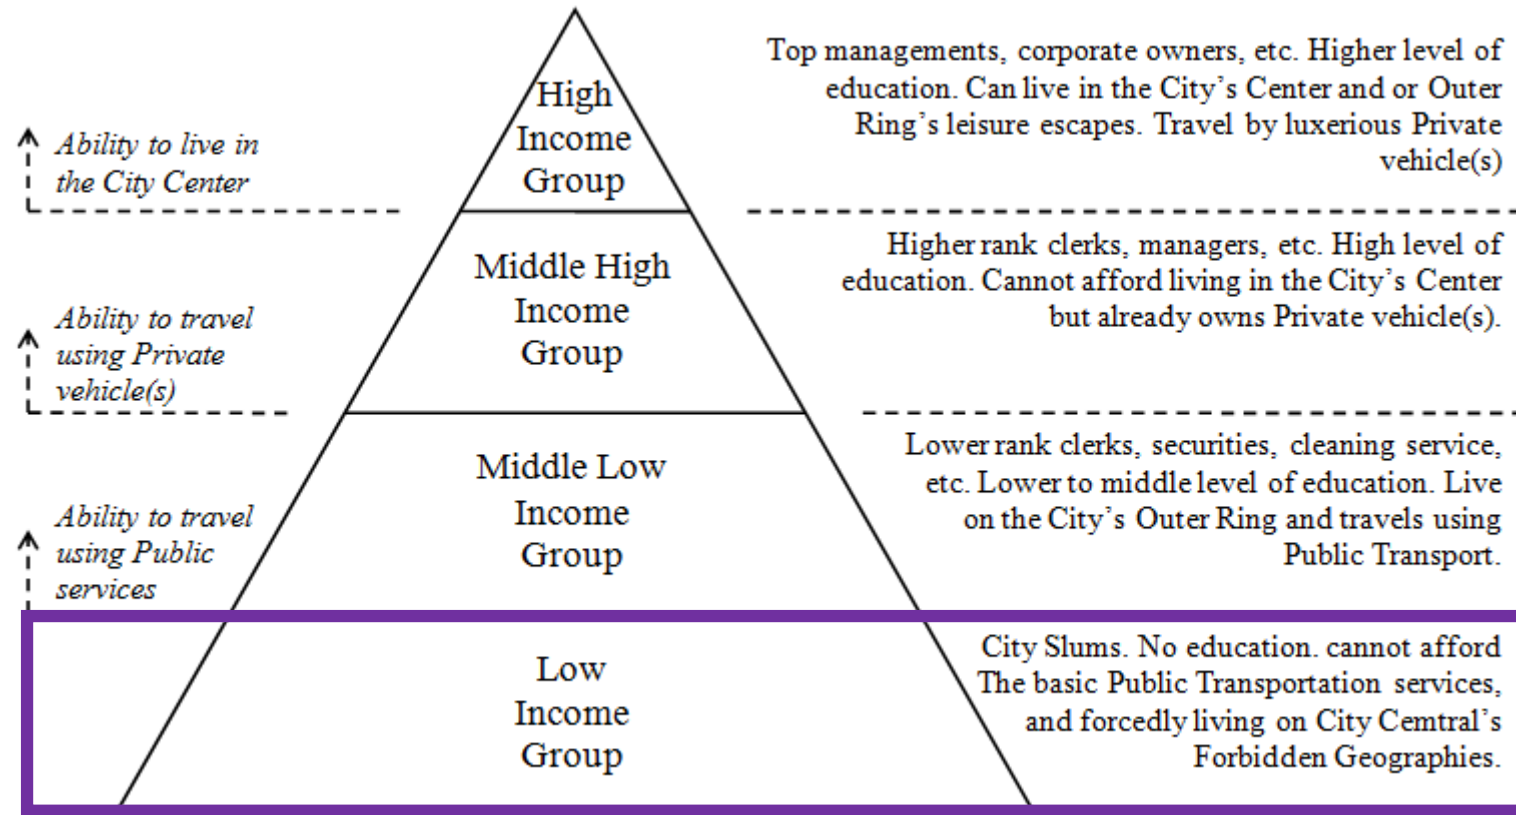 Top managements, corporate owners, etc. Higher level of
education. Can live in the City's Center and or Outer
Ring's leisure escapes. Travel by luxerious Private
vehicle(s)
High
Income
Group
Ability to live in
the City Center
Higher rank clerks, managers, etc. High level of
education. Cannot afford living in the City's Center
but already owns Private vehicle(s).
Middle High
Income
Group
Ability to travel
using Private
vehicle(s)
Lower rank clerks, securities, cleaning service,
etc. Lower to middle level of education. Live
on the City's Outer Ring and travels using
Public Transport.
Middle Low
Income
Group
Ability to travel
using Public
services
City Slums. No education. cannot afford
The basic Public Transportation services,
and forcedly living on City Cemtral's
Forbidden Geographies.
Low
Income
Group